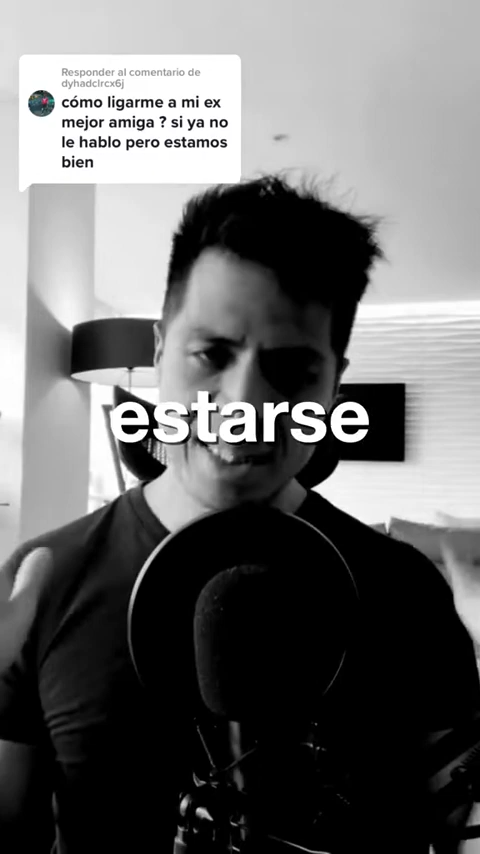 Responder al comentario de
dyhadclrcx6j
cómo ligarme a mi ex
mejor amiga ? si ya no
le hablo pero estamos
bien
estarse